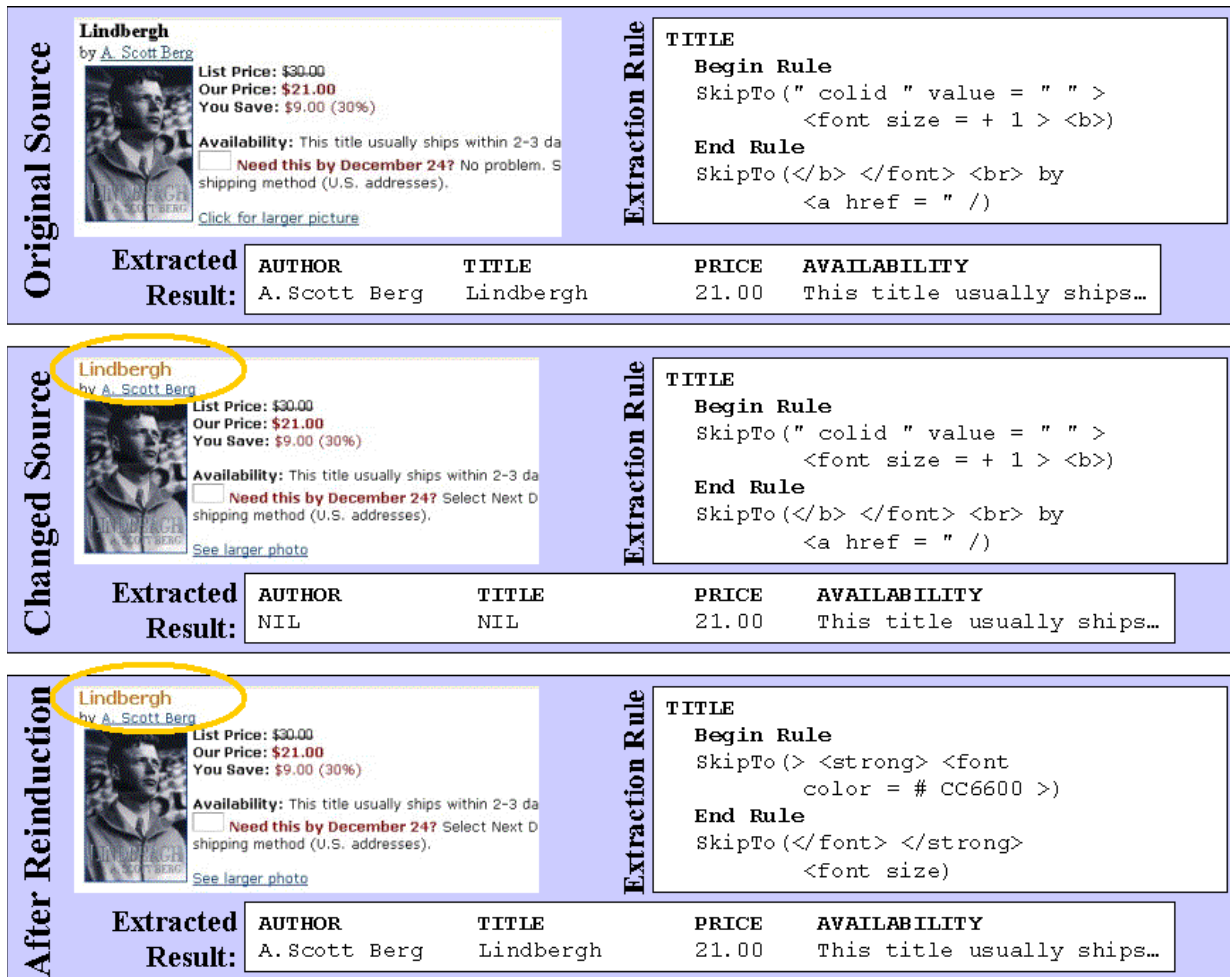 Original Source
Lindbergh
by A. Scott Berg
List Price: $30.00
Our Price: $21.00
You Save: $9.00 (30%)
Availability: This title usually ships within 2-3 da
Need this by December 24? No problem. S
shipping method (U.S. addresses).
Click for larger picture
LINDBERGH
A. SCOTT BERG
Extraction Rule
TITLE
Begin Rule
SkipTo(" colid " value = " " >
<font size = + 1 > <b>)
End Rule
SkipTo(</b> </font> <br> by
<a href = " /)
Extracted
Result:
AUTHOR TITLE PRICE AVAILABILITY
A.Scott Berg Lindbergh 21.00 This title usually ships…
Changed Source
Lindbergh
by A. Scott Berg
List Price: $30.00
Our Price: $21.00
You Save: $9.00 (30%)
Availability: This title usually ships within 2-3 da
Need this by December 24? Select Next D
shipping method (U.S. addresses).
See larger photo
LINDBERGH
A. SCOTT BERG
Extraction Rule
TITLE
Begin Rule
SkipTo(" colid " value = " " >
<font size = + 1 > <b>)
End Rule
SkipTo(</b> </font> <br> by
<a href = " /)
Extracted
Result:
AUTHOR TITLE PRICE AVAILABILITY
NIL NIL 21.00 This title usually ships…
After Reinduction
Lindbergh
by A. Scott Berg
List Price: $30.00
Our Price: $21.00
You Save: $9.00 (30%)
Availability: This title usually ships within 2-3 da
Need this by December 24? Select Next D
shipping method (U.S. addresses).
See larger photo
LINDBERGH
A. SCOTT BERG
Extraction Rule
TITLE
Begin Rule
SkipTo(> <strong> <font
color = # CC6600 >)
End Rule
SkipTo(</font> </strong>
<font size)
Extracted
Result:
AUTHOR TITLE PRICE AVAILABILITY
A.Scott Berg Lindbergh 21.00 This title usually ships…